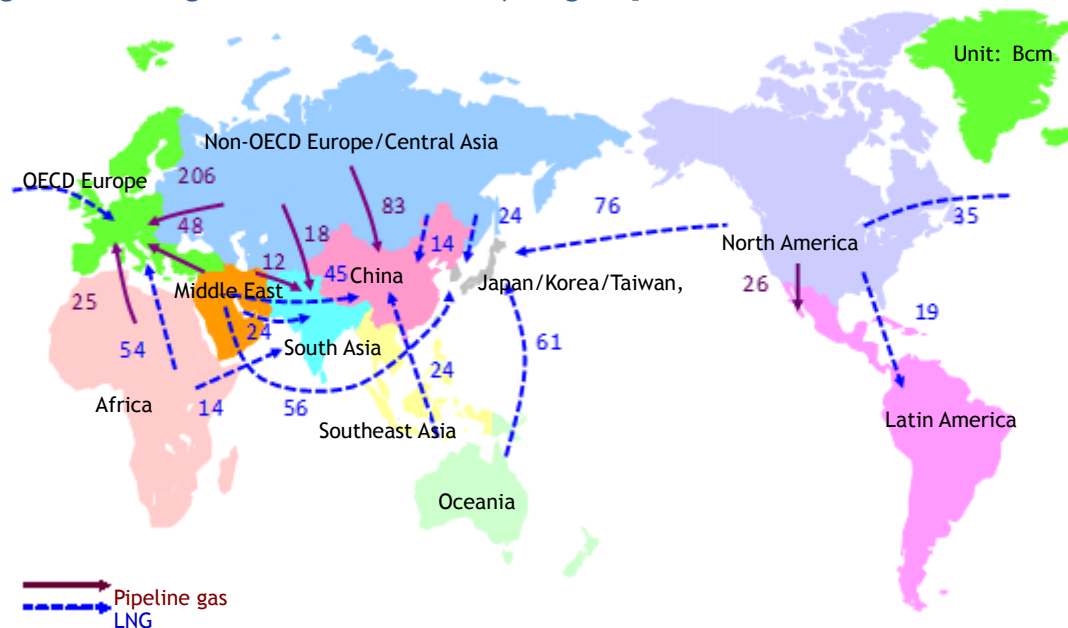 Unit: Bcm
Non-OECD Europe/Central Asia
OECD Europe
206
83
24
76
35
48
18
14
North America
12
45
China
Japan/Korea/Taiwan,
26
Middle East
25
24
19
54
South Asia
61
24
14
56
Africa
Southeast Asia
Latin America
Oceania
Pipeline gas
LNG